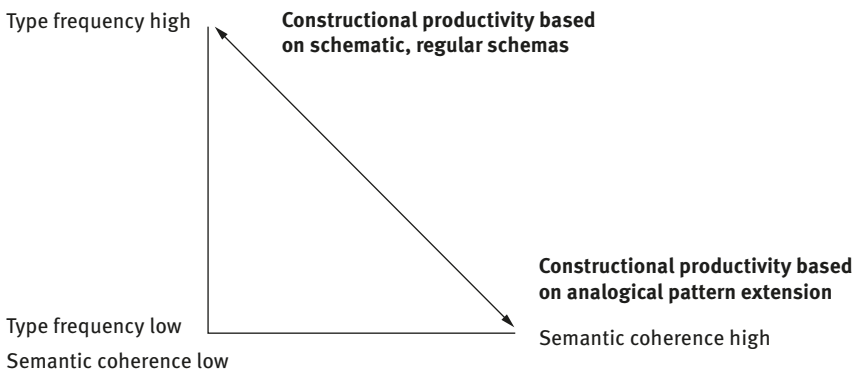 Type frequency high
Constructional productivity based
on schematic, regular schemas
Constructional productivity based
on analogical pattern extension
Type frequency low
Semantic coherence high
Semantic coherence low